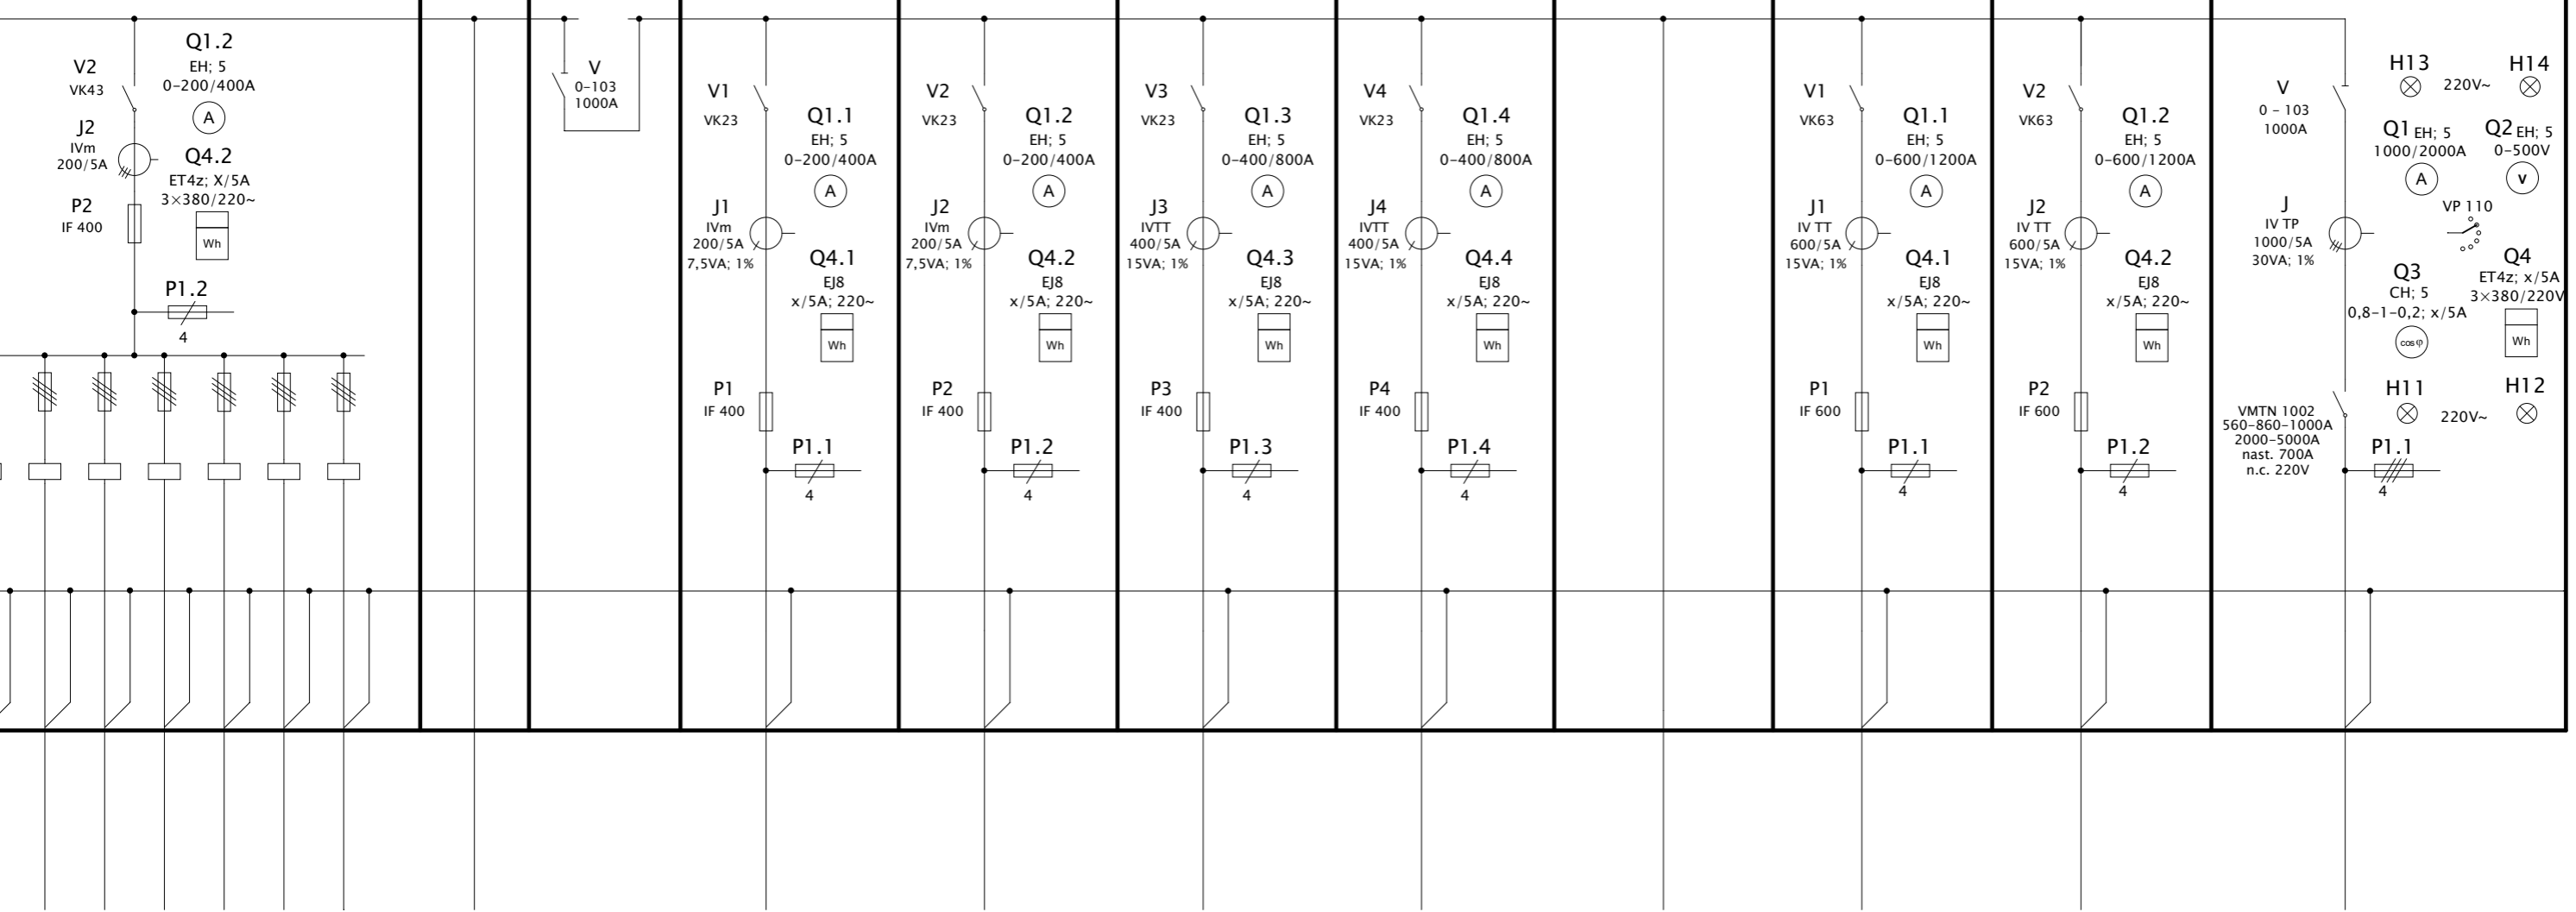 Q1.2
EH; 5
0-200/400A
V2
VK43
A
J2
IVm
200/5A
Q4.2
ET4z; X/5A
3×380/220~
Wh
P2
IF 400
P1.2
4
V
0-103
1000A
V1
VK23
Q1.1
EH; 5
0-200/400A
A
J1
IVm
200/5A
7,5VA; 1%
Q4.1
EJ8
x/5A; 220~
Wh
P1
IF 400
P1.1
4
V2
VK23
Q1.2
EH; 5
0-200/400A
A
J2
IVm
200/5A
7,5VA; 1%
Q4.2
EJ8
x/5A; 220~
Wh
P2
IF 400
P1.2
4
V3
VK23
Q1.3
EH; 5
0-400/800A
A
J3
IVTT
400/5A
15VA; 1%
Q4.3
EJ8
x/5A; 220~
Wh
P3
IF 400
P1.3
4
V4
VK23
Q1.4
EH; 5
0-400/800A
A
J4
IVTT
400/5A
15VA; 1%
Q4.4
EJ8
x/5A; 220~
Wh
P4
IF 400
P1.4
4
V1
VK63
Q1.1
EH; 5
0-600/1200A
A
J1
IV TT
600/5A
15VA; 1%
Q4.1
EJ8
x/5A; 220~
Wh
P1
IF 600
P1.1
4
V2
VK63
Q1.2
EH; 5
0-600/1200A
A
J2
IV TT
600/5A
15VA; 1%
Q4.2
EJ8
x/5A; 220~
Wh
P2
IF 600
P1.2
4
V
0 - 103
1000A
H13 220V~ H14
Q1 EH; 5
1000/2000A
A
Q2 EH; 5
0-500V
v
J
IV TP
1000/5A
30VA; 1%
VP 110
Q3
CH; 5
0,8-1-0,2; x/5A
cos φ
Q4
ET4z; x/5A
3×380/220V
Wh
H11 220V~ H12
VMTN 1002
560-860-1000A
2000-5000A
nast. 700A
n.c. 220V
P1.1
4